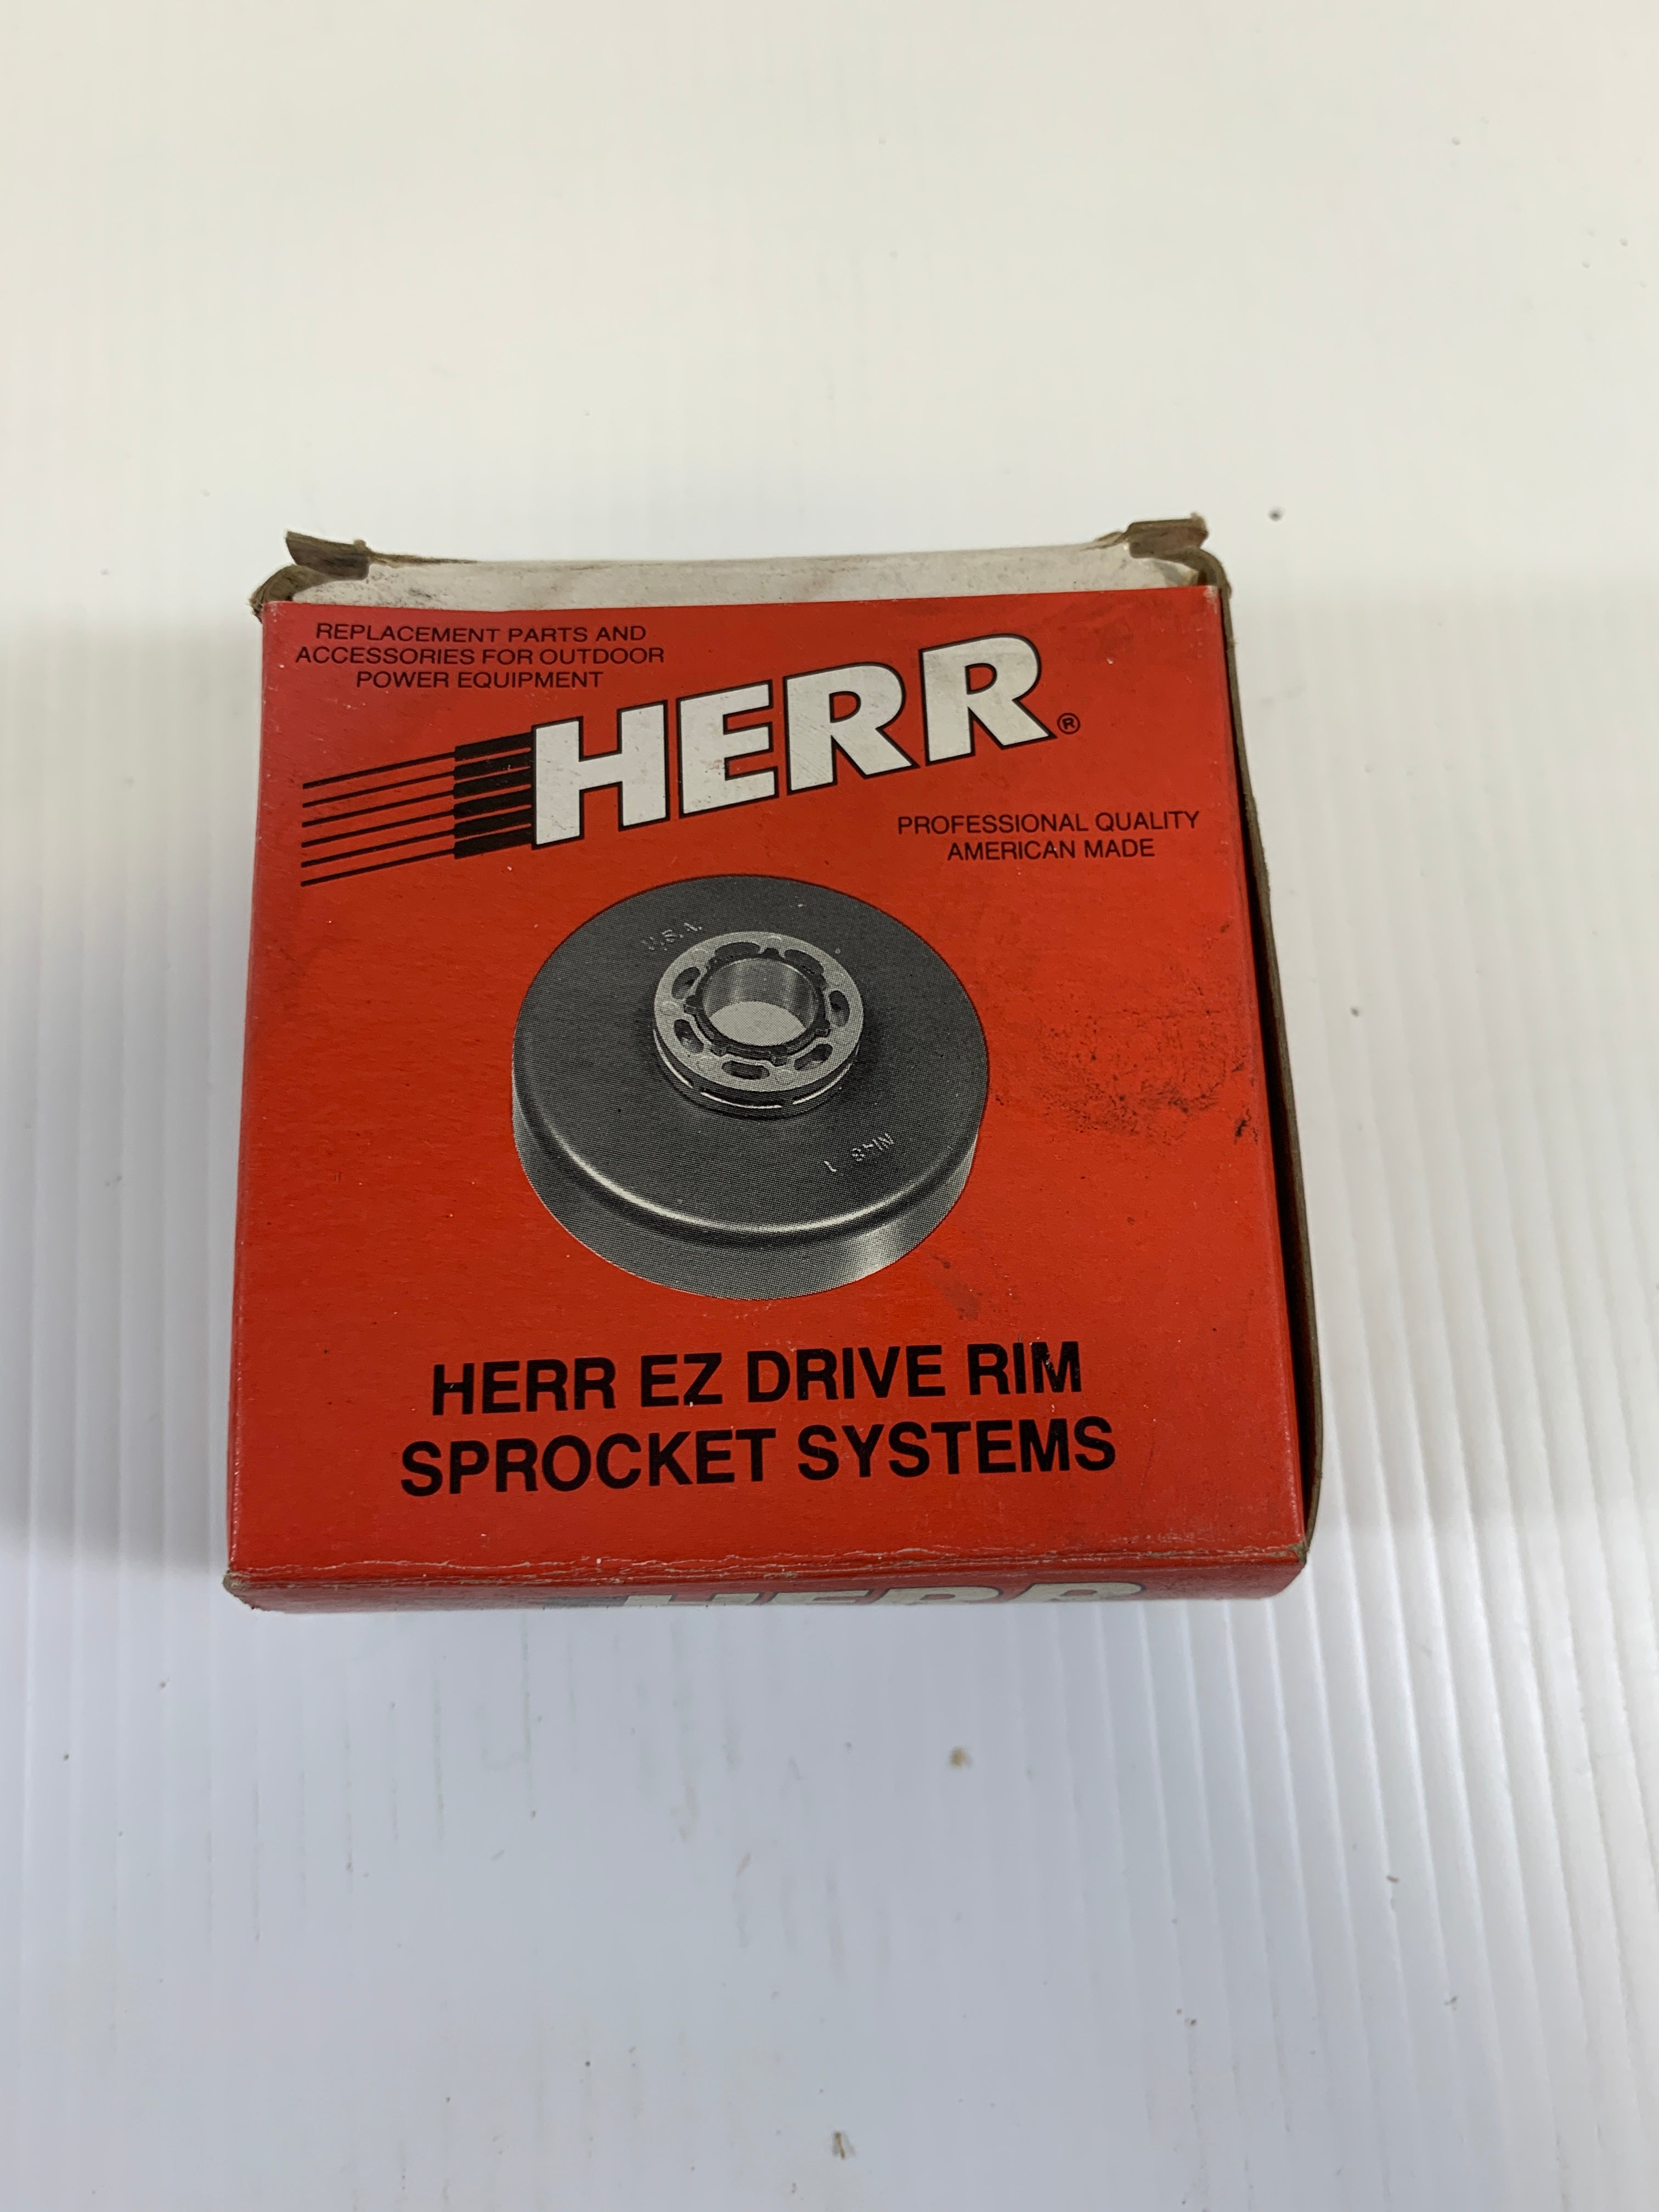 REPLACEMENT PARTS AND
ACCESSORIES FOR OUTDOOR
POWER EQUIPMENT
HERR®
PROFESSIONAL QUALITY
AMERICAN MADE
U.S.A.
HERR EZ DRIVE RIM
SPROCKET SYSTEMS
HERR